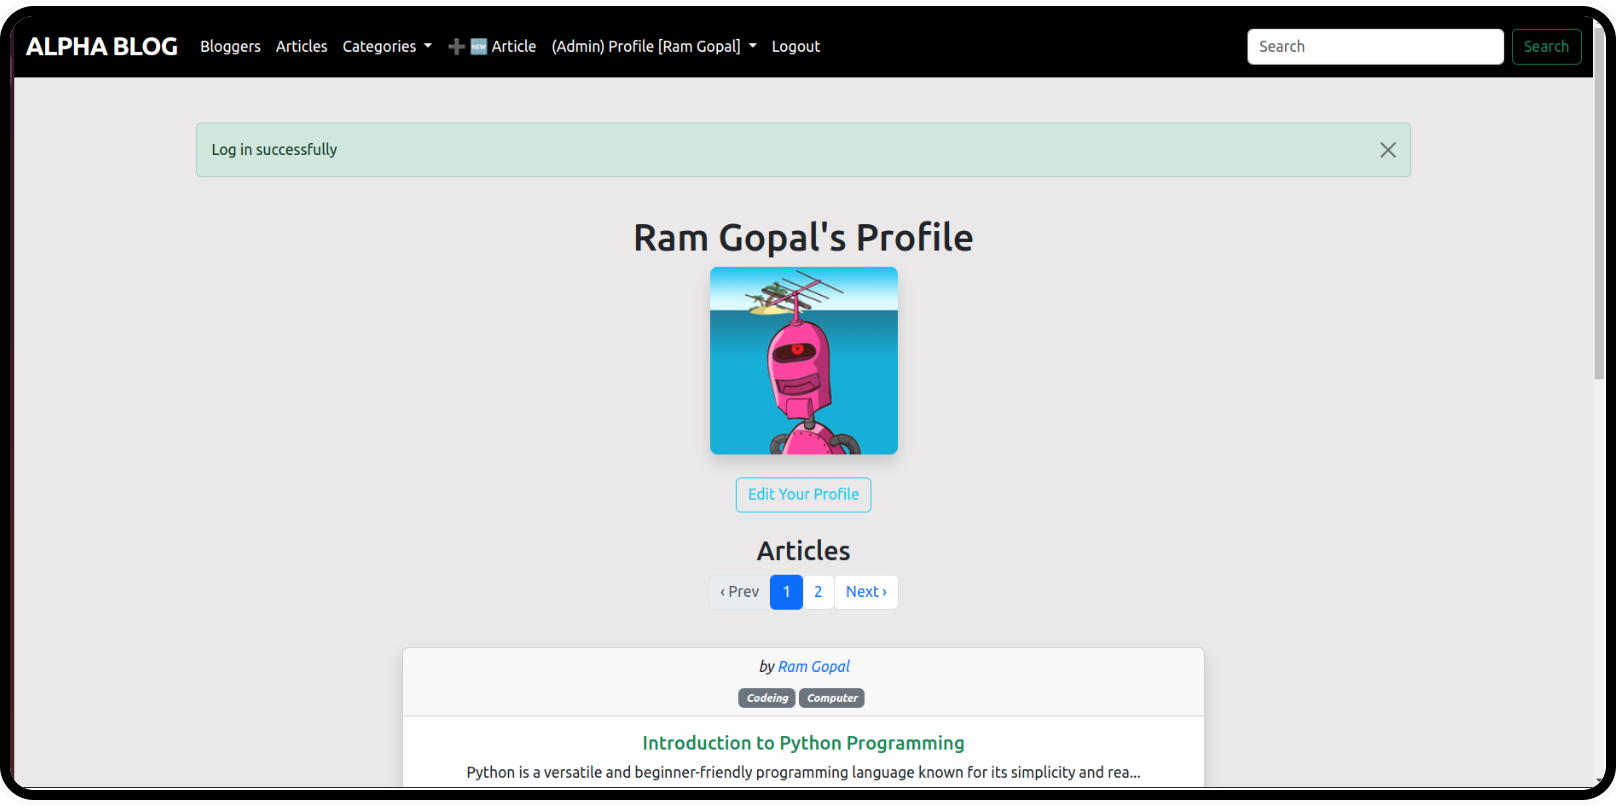 ALPHA BLOG Bloggers Articles Categories ➕ 🆕 Article (Admin) Profile [Ram Gopal] Logout Search Search
Log in successfully
Ram Gopal's Profile
Edit Your Profile
Articles
‹ Prev 1 2 Next ›
by Ram Gopal
Codeing Computer
Introduction to Python Programming
Python is a versatile and beginner-friendly programming language known for its simplicity and rea...